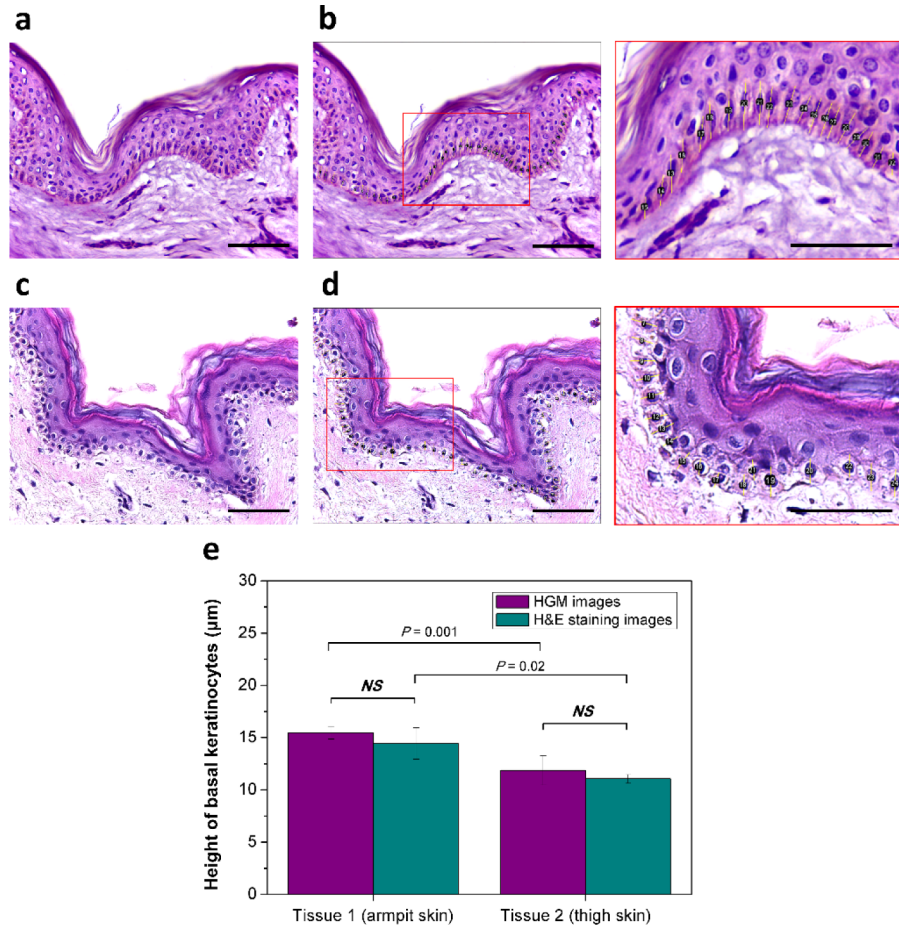 a
b
c
d
e
30
25
20
15
10
5
0
Height of basal keratinocytes (µm)
HGM images
H&E staining images
P = 0.001
P = 0.02
NS
NS
Tissue 1 (armpit skin)
Tissue 2 (thigh skin)